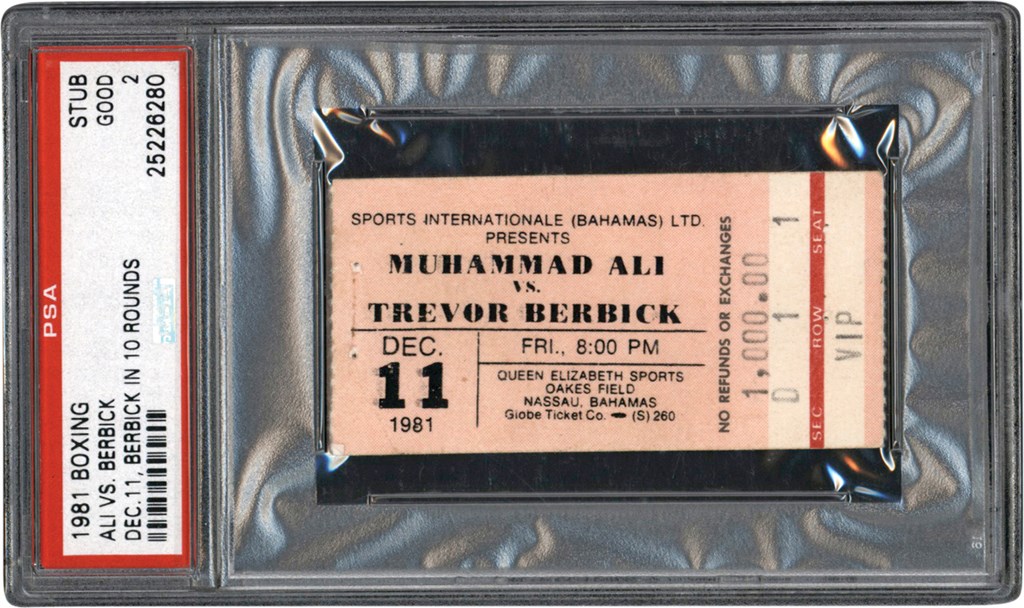 PSA
1981 BOXING STUB
ALI VS. BERBICK GOOD
DEC.11, BERBICK IN 10 ROUNDS 2
25226280
SPORTS INTERNATIONALE (BAHAMAS) LTD.
PRESENTS
MUHAMMAD ALI
VS.
TREVOR BERBICK
DEC.
11
1981
FRI., 8:00 PM
QUEEN ELIZABETH SPORTS
OAKES FIELD
NASSAU, BAHAMAS
Globe Ticket Co. (S) 260
NO REFUNDS OR EXCHANGES
1,000.00
D 1 1
SEC ROW SEAT
VIP